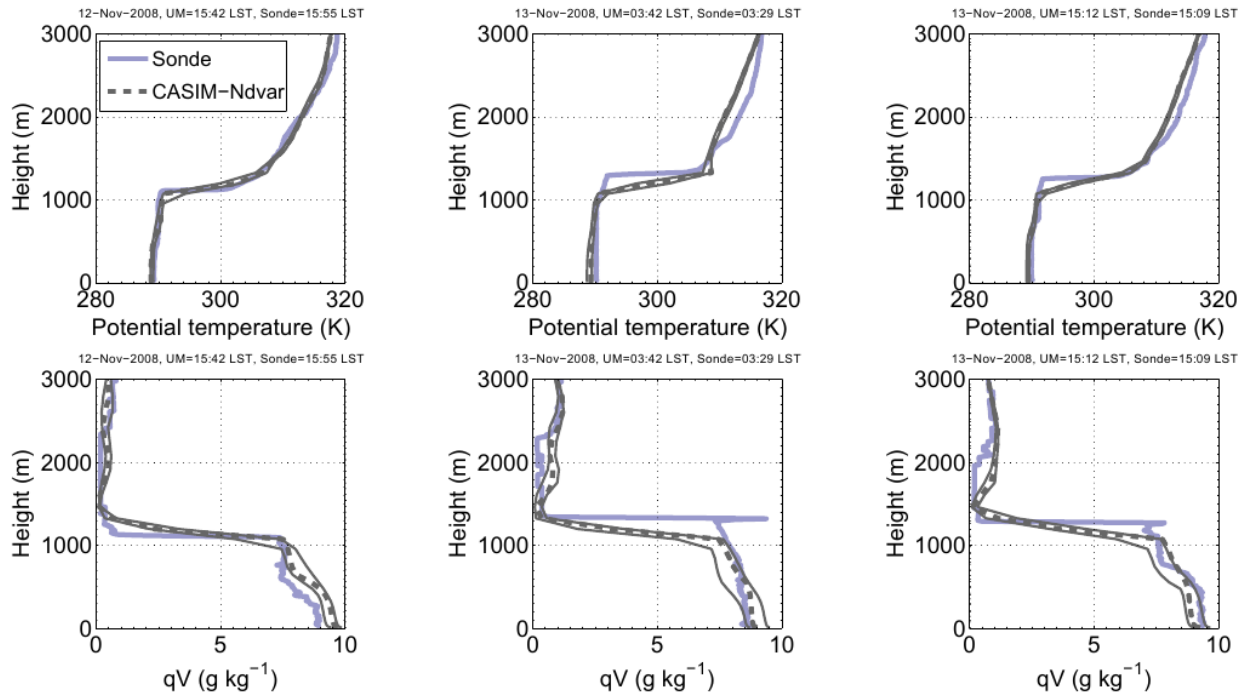 12-Nov-2008, UM=15:42 LST, Sonde=15:55 LST
3000
2000
1000
0
Height (m)
Sonde
CASIM-Ndvar
280
300
320
Potential temperature (K)
13-Nov-2008, UM=03:42 LST, Sonde=03:29 LST
3000
2000
1000
0
Height (m)
280
300
320
Potential temperature (K)
13-Nov-2008, UM=15:12 LST, Sonde=15:09 LST
3000
2000
1000
0
Height (m)
280
300
320
Potential temperature (K)
12-Nov-2008, UM=15:42 LST, Sonde=15:55 LST
3000
2000
1000
0
Height (m)
0
5
10
qV (g kg⁻¹)
13-Nov-2008, UM=03:42 LST, Sonde=03:29 LST
3000
2000
1000
0
Height (m)
0
5
10
qV (g kg⁻¹)
13-Nov-2008, UM=15:12 LST, Sonde=15:09 LST
3000
2000
1000
0
Height (m)
0
5
10
qV (g kg⁻¹)